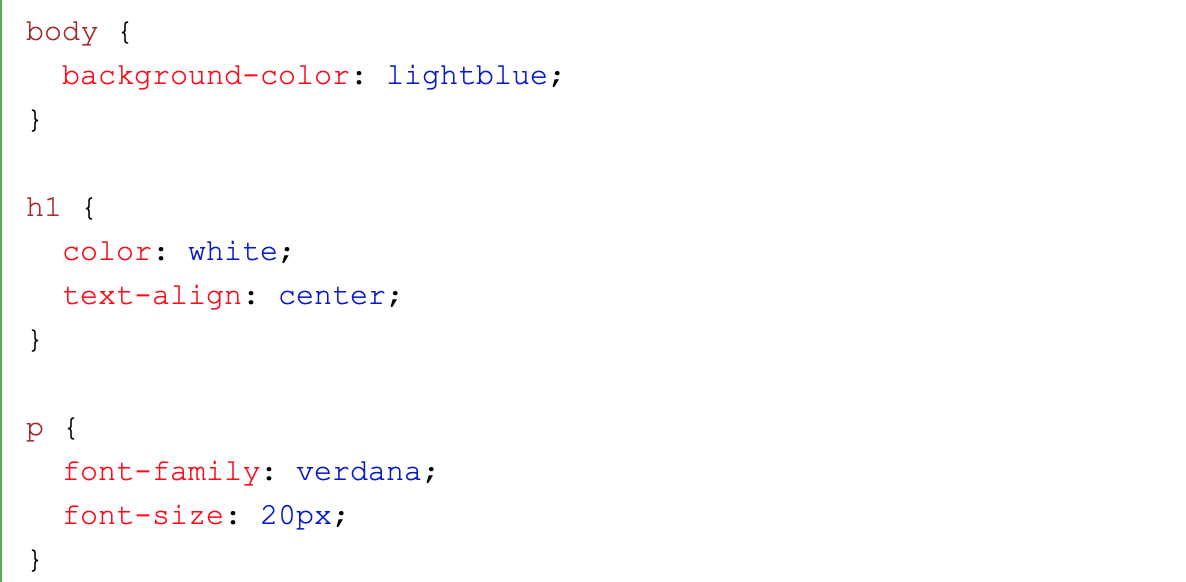 body {
  background-color: lightblue;
}

h1 {
  color: white;
  text-align: center;
}

p {
  font-family: verdana;
  font-size: 20px;
}